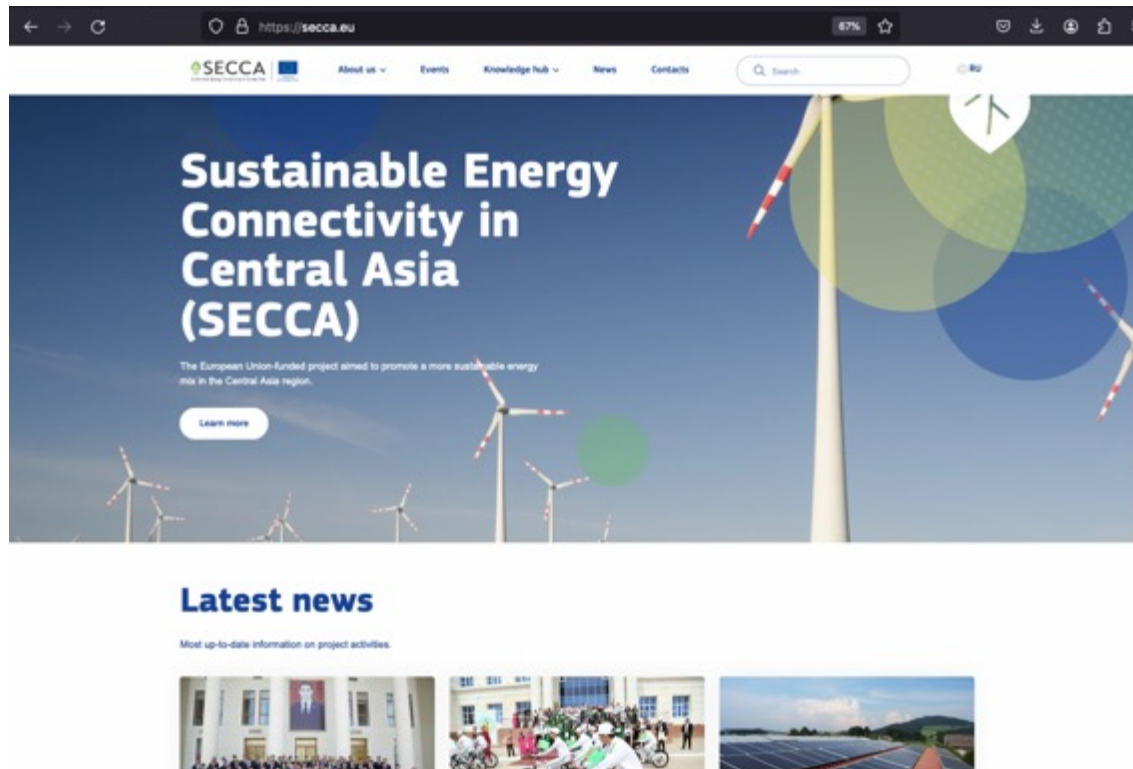 https://secca.eu
67%
SECCA
About us
Events
Knowledge hub
News
Contacts
Search
RU
Sustainable Energy
Connectivity in
Central Asia
(SECCA)
The European Union-funded project aimed to promote a more sustainable energy
mix in the Central Asia region.
Learn more
Latest news
Most up-to-date information on project activities.